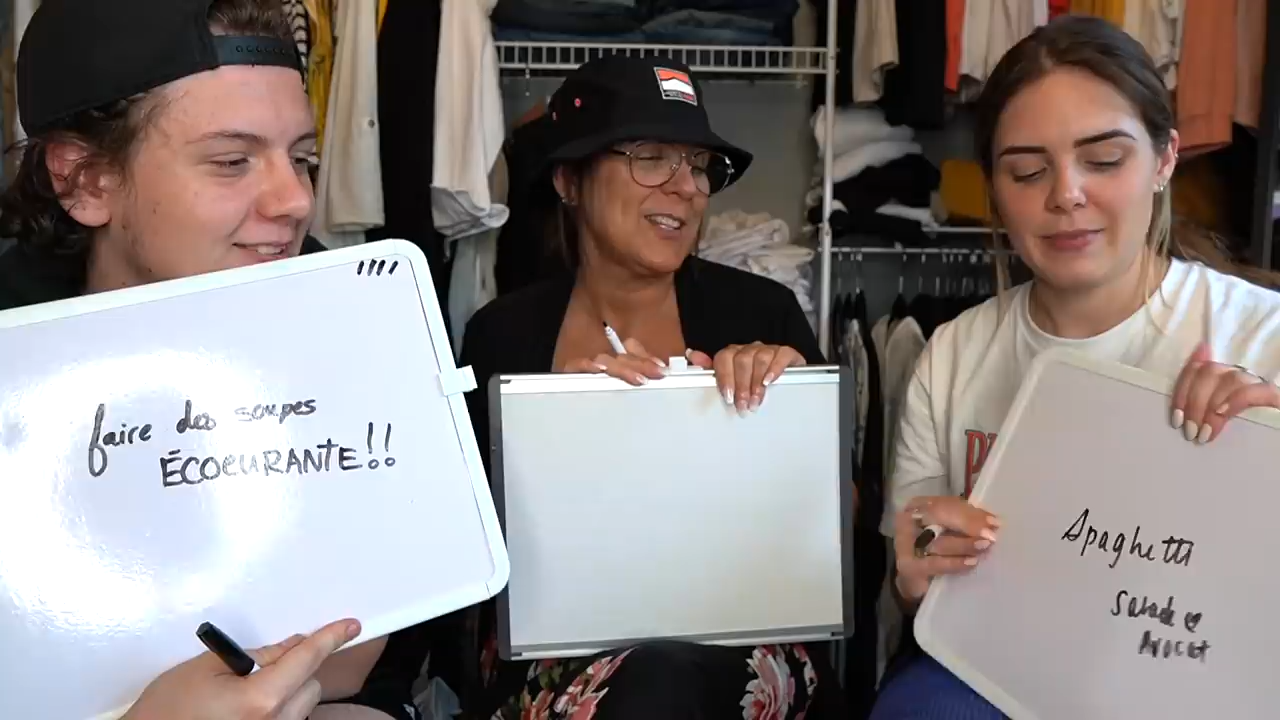 faire des soupes
ÉCOEURANTE!!
Spaghetti
Salade
Avocat